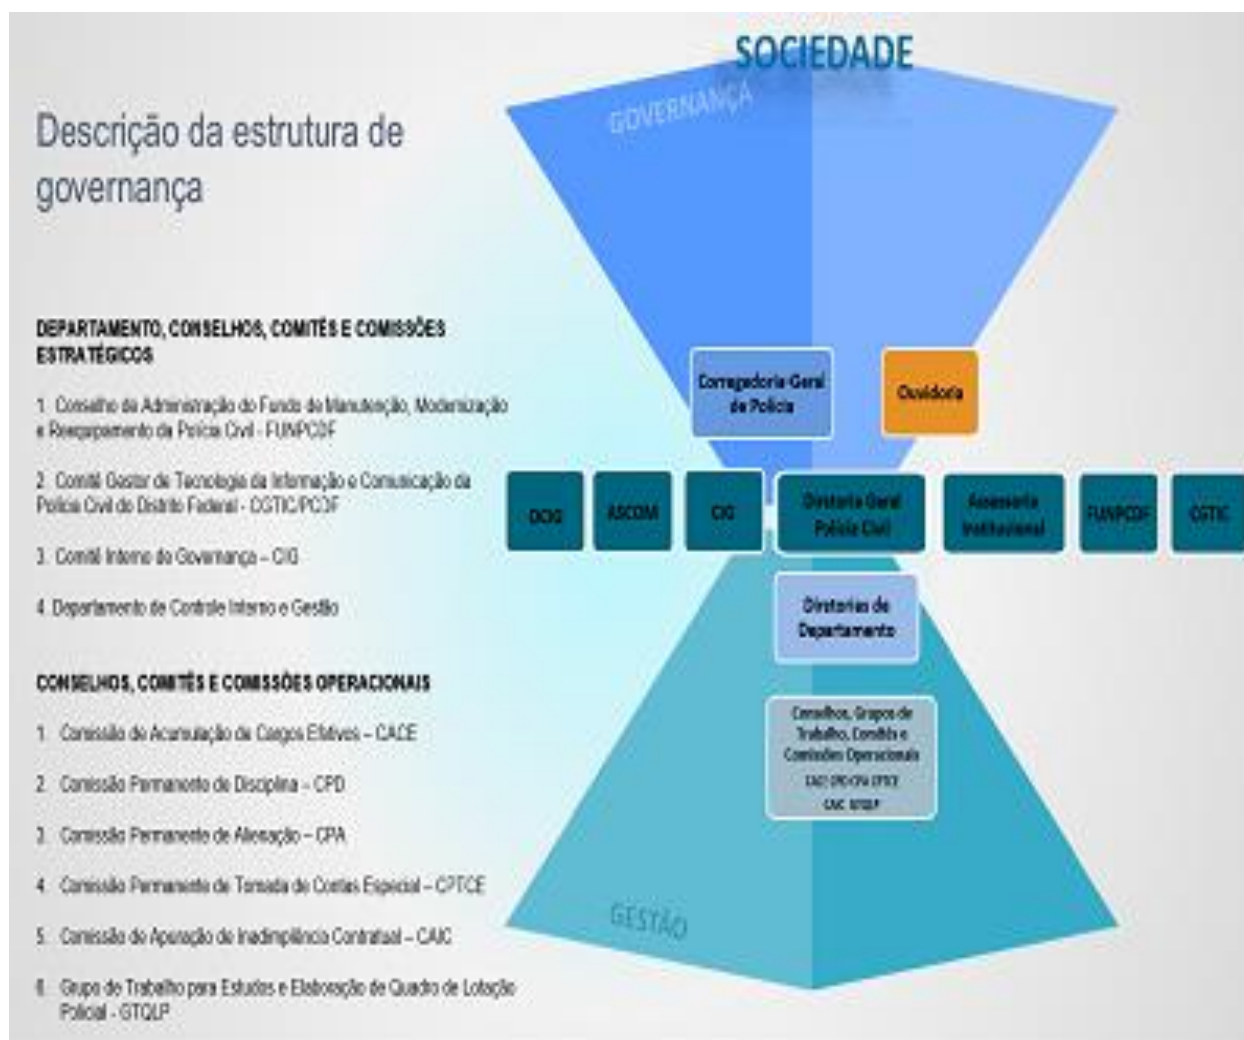 SOCIEDADE
GOVERNANÇA
Descrição da estrutura de
governança
DEPARTAMENTO, CONSELHOS, COMITÊS E COMISSÕES
ESTRATÉGICOS
1. Conselho de Administração do Fundo de Manutenção, Modernização
e Reequipamento da Polícia Civil - FUNPCDF
2. Comitê Gestor de Tecnologia da Informação e Comunicação da
Polícia Civil do Distrito Federal - CGTIC/PCDF
3. Comitê Interno de Governança – CIG
4. Departamento de Controle Interno e Gestão
CONSELHOS, COMITÊS E COMISSÕES OPERACIONAIS
1. Comissão de Acumulação de Cargos Efetivos – CACE
2. Comissão Permanente de Disciplina – CPD
3. Comissão Permanente de Alienação – CPA
4. Comissão Permanente de Tomada de Contas Especial – CPTCE
5. Comissão de Apuração de Inadimplência Contratual – CAIC
6. Grupo de Trabalho para Estudos e Elaboração de Quadro de Lotação
Policial - GTQLP
Corregedoria-Geral
de Polícia
Ouvidoria
DCIG
ASCOM
CIG
Diretoria Geral
Polícia Civil
Assessoria
Institucional
FUNPCDF
CGTIC
Diretorias de
Departamento
Conselhos, Grupos de
Trabalho, Comitês e
Comissões Operacionais
CACE CPD CPA CPTCE
CAIC GTQLP
GESTÃO